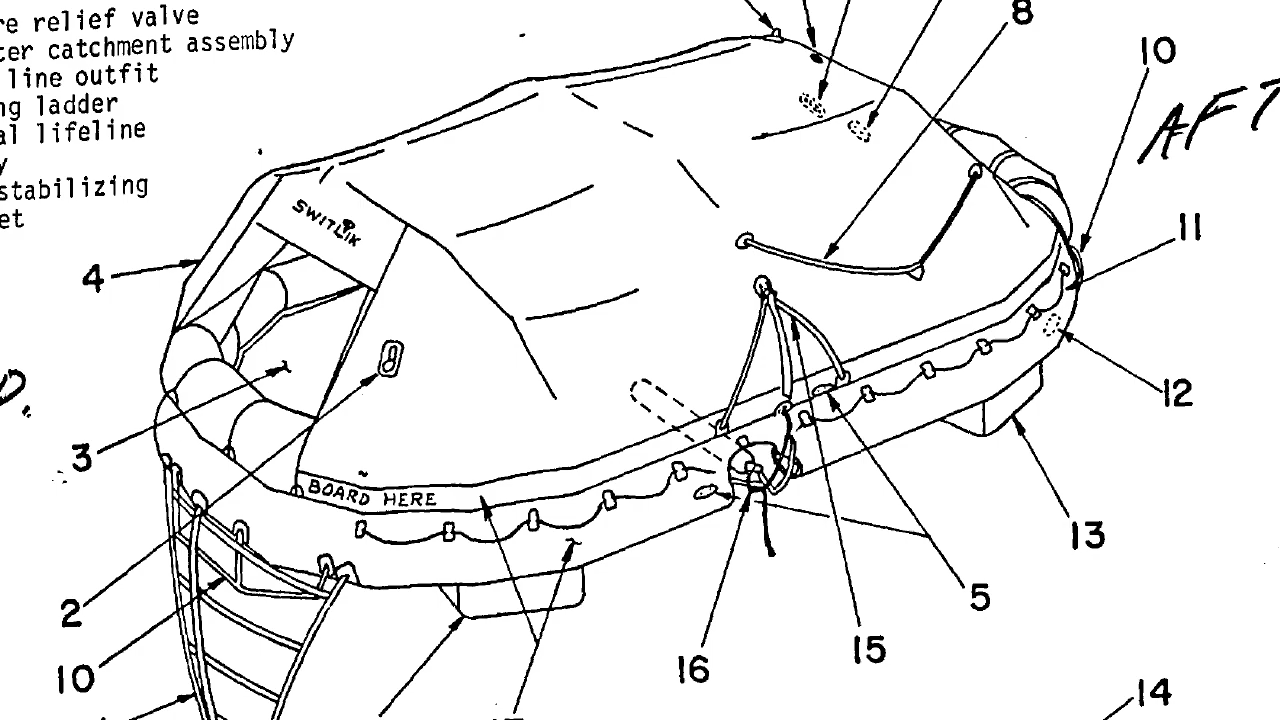 re relief valve
ter catchment assembly
line outfit
ng ladder
al lifeline
y
stabilizing
et
8
10
AFT
SWITLIK
11
4
12
D.
3
BOARD HERE
13
2
5
15
10
16
14